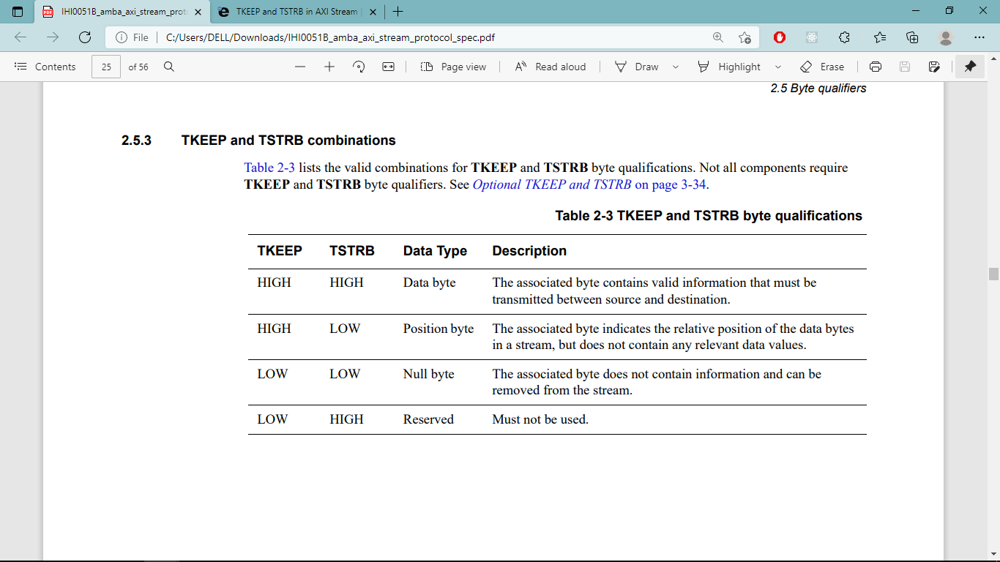 IHI0051B_amba_axi_stream_prot
TKEEP and TSTRB in AXI Stream
File
C:/Users/DELL/Downloads/IHI0051B_amba_axi_stream_protocol_spec.pdf
Contents
25
of 56
Page view
Read aloud
Draw
Highlight
Erase
2.5 Byte qualifiers
2.5.3 TKEEP and TSTRB combinations
Table 2-3 lists the valid combinations for TKEEP and TSTRB byte qualifications. Not all components require
TKEEP and TSTRB byte qualifiers. See Optional TKEEP and TSTRB on page 3-34.
Table 2-3 TKEEP and TSTRB byte qualifications
TKEEP TSTRB Data Type Description
HIGH HIGH Data byte The associated byte contains valid information that must be
transmitted between source and destination.
HIGH LOW Position byte The associated byte indicates the relative position of the data bytes
in a stream, but does not contain any relevant data values.
LOW LOW Null byte The associated byte does not contain information and can be
removed from the stream.
LOW HIGH Reserved Must not be used.